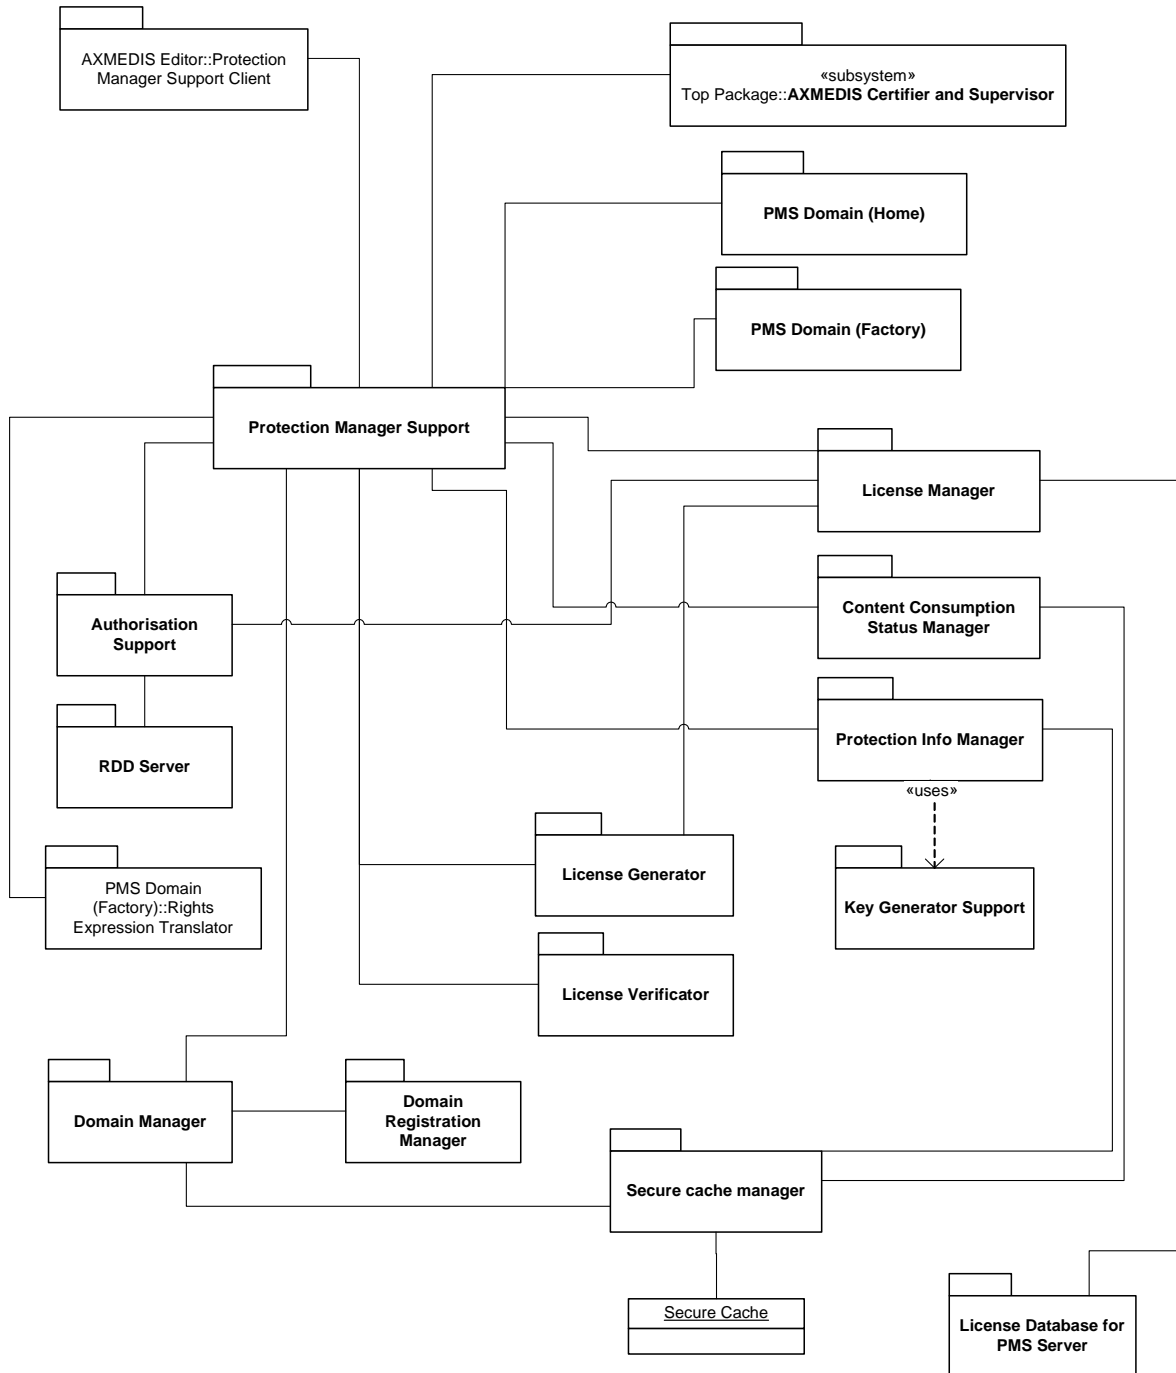 AXMEDIS Editor::Protection
Manager Support Client
«subsystem»
Top Package::AXMEDIS Certifier and Supervisor
PMS Domain (Home)
PMS Domain (Factory)
Protection Manager Support
License Manager
Authorisation
Support
Content Consumption
Status Manager
RDD Server
Protection Info Manager
«uses»
PMS Domain
(Factory)::Rights
Expression Translator
License Generator
Key Generator Support
License Verificator
Domain Manager
Domain
Registration
Manager
Secure cache manager
Secure Cache
License Database for
PMS Server